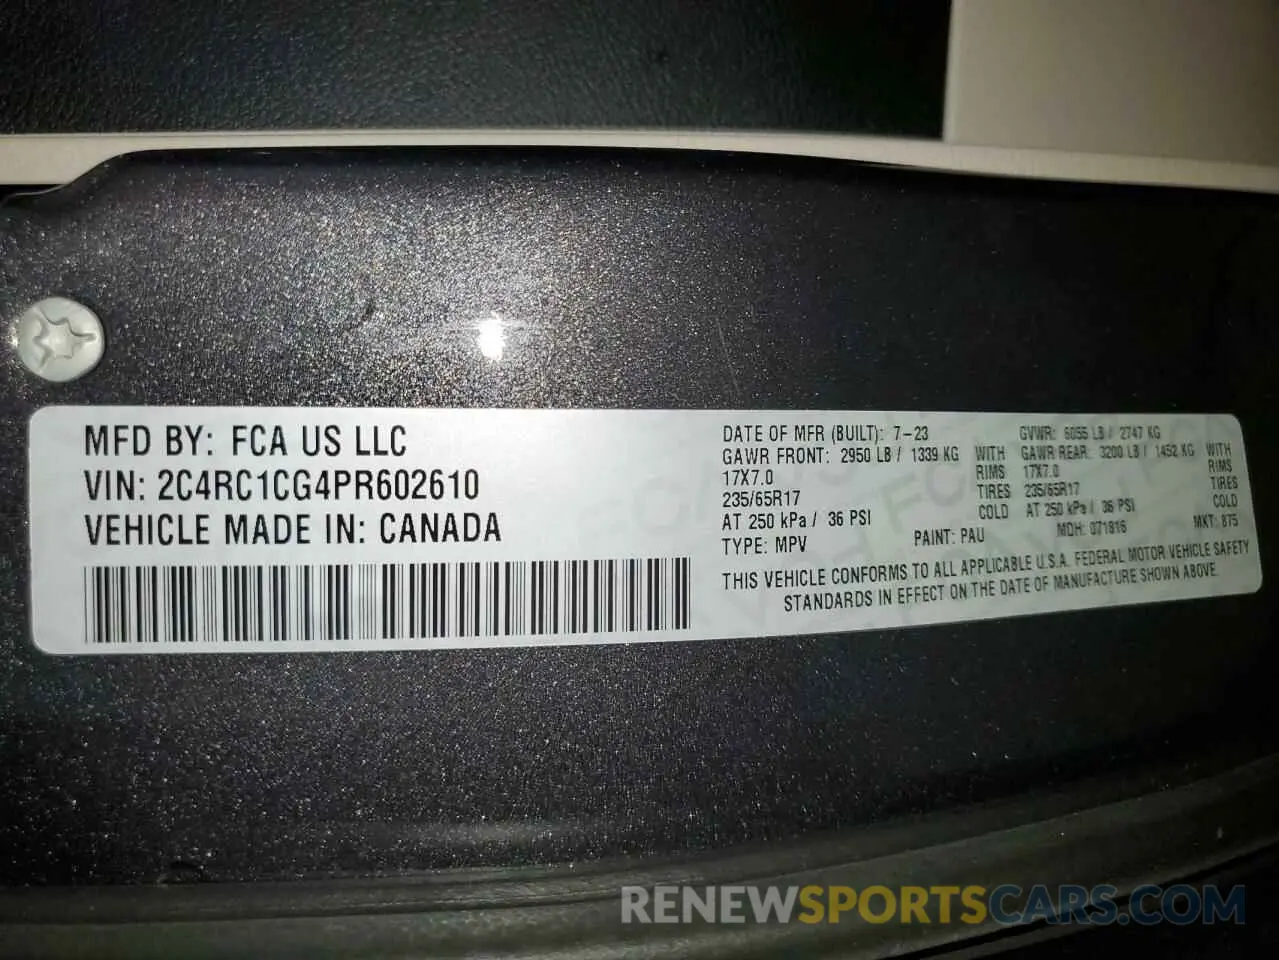 MFD BY: FCA US LLC
VIN: 2C4RC1CG4PR602610
VEHICLE MADE IN: CANADA
DATE OF MFR (BUILT): 7-23 GVWR: 6055 LB / 2747 KG
GAWR FRONT: 2950 LB / 1339 KG WITH GAWR REAR: 3200 LB / 1452 KG WITH
17X7.0 RIMS 17X7.0 RIMS
235/65R17 TIRES 235/65R17 TIRES
AT 250 kPa / 36 PSI COLD AT 250 kPa / 36 PSI COLD
TYPE: MPV PAINT: PAU MDH: 071816 MKT: 875
THIS VEHICLE CONFORMS TO ALL APPLICABLE U.S.A. FEDERAL MOTOR VEHICLE SAFETY
STANDARDS IN EFFECT ON THE DATE OF MANUFACTURE SHOWN ABOVE.
RENEWSPORTSCARS.COM